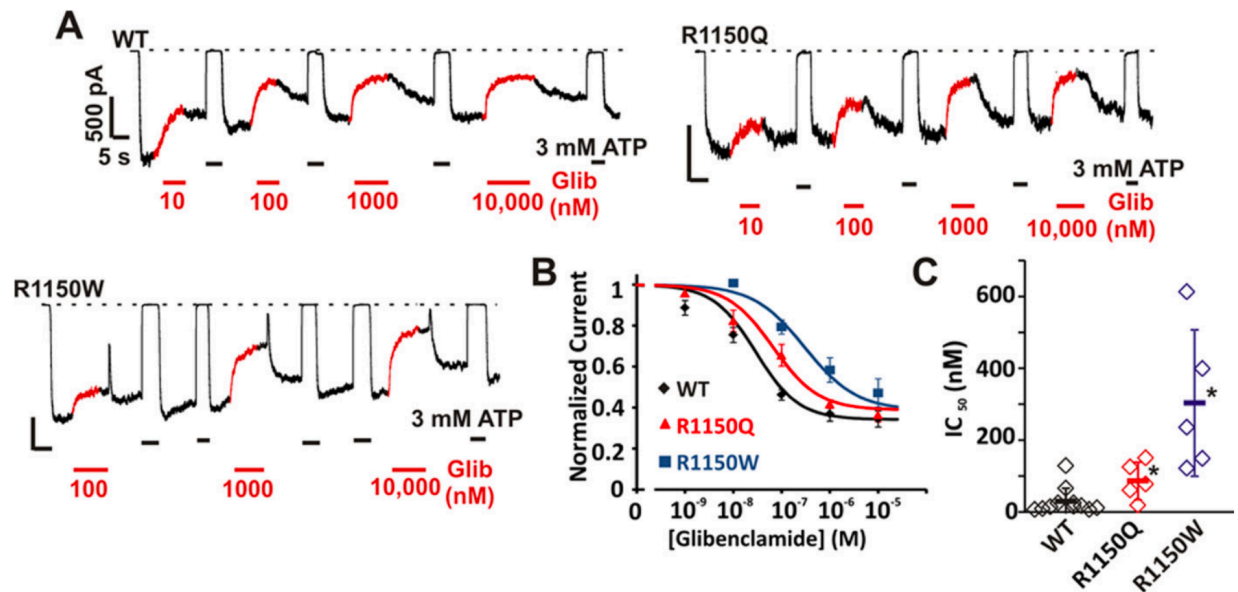 A
WT
500 pA
5 s
3 mM ATP
10 100 1000 10,000 Glib (nM)
R1150Q
3 mM ATP
10 100 1000 10,000 Glib (nM)
R1150W
3 mM ATP
100 1000 10,000 Glib (nM)
B
Normalized Current
1
0.8
0.6
0.4
0.2
0
WT
R1150Q
R1150W
0 10⁻⁹ 10⁻⁸ 10⁻⁷ 10⁻⁶ 10⁻⁵
[Glibenclamide] (M)
C
IC₅₀ (nM)
600
400
200
100
0
*
*
WT R1150Q R1150W